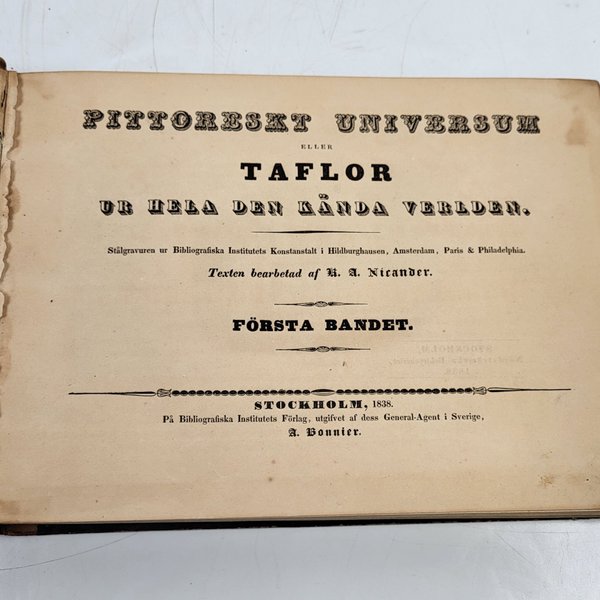 PITTORESKT UNIVERSUM
ELLER
TAFLOR
UR HELA DEN KÄNDA VERLDEN.
Stålgravuren ur Bibliografiska Institutets Konstanstalt i Hildburghausen, Amsterdam, Paris & Philadelphia.
Texten bearbetad af K. A. Nicander.
FÖRSTA BANDET.
STOCKHOLM, 1838.
På Bibliografiska Institutets Förlag, utgifvet af dess General-Agent i Sverige,
A. Bonnier.